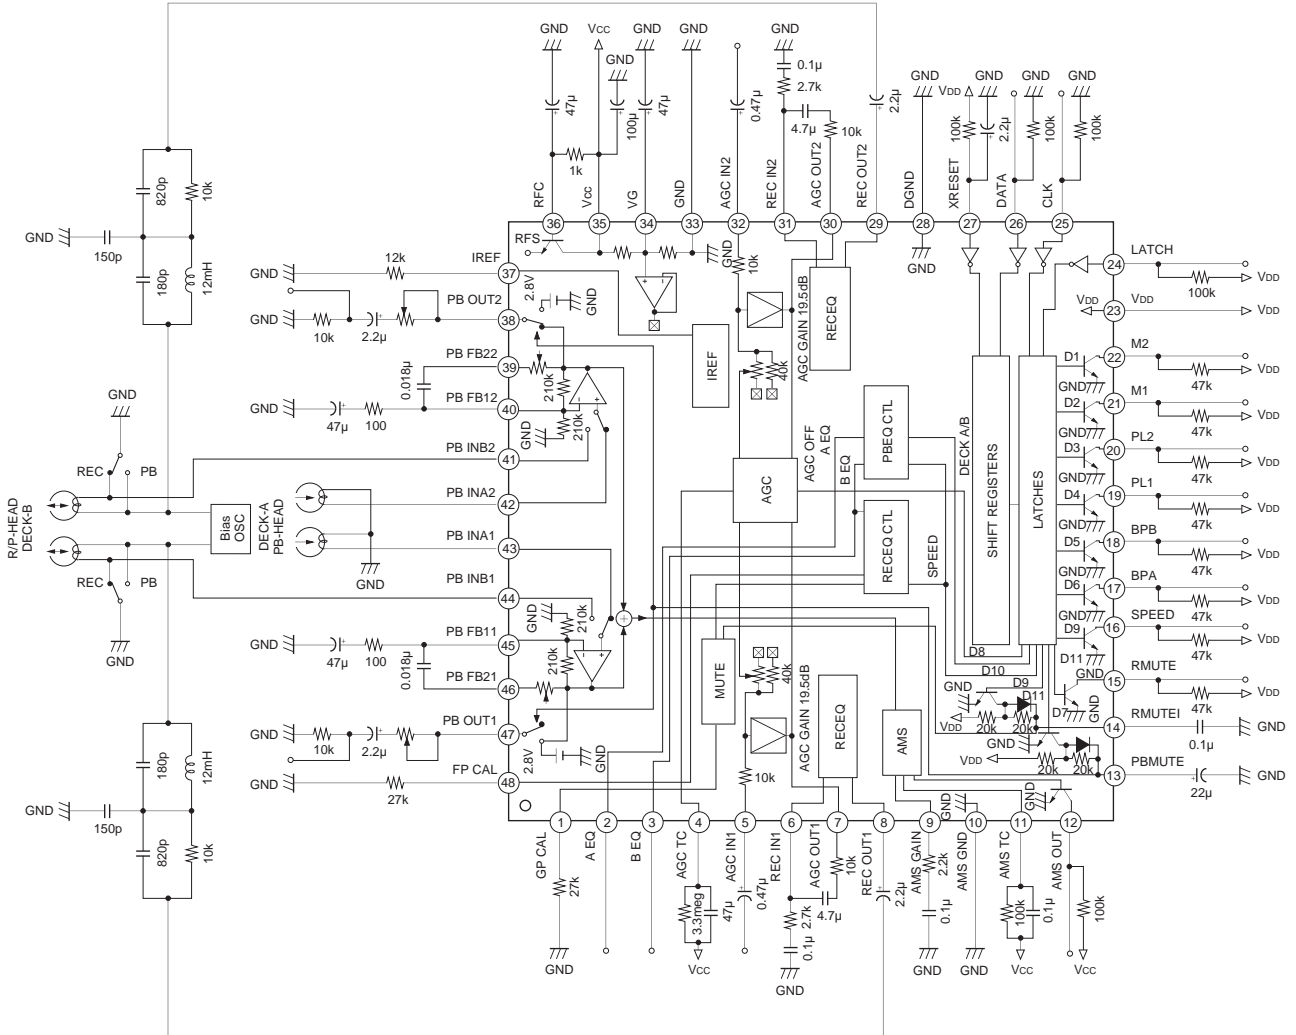 GND
Vcc
GND
GND
GND
GND
47µ
100µ
47µ
0.47µ
0.1µ
2.7k
4.7µ
10k
2.2µ
1k
GND
VDD
GND
GND
GND
100k
2.2µ
100k
100k
RFC
Vcc
VG
GND
AGC IN2
REC IN2
AGC OUT2
REC OUT2
DGND
XRESET
DATA
CLK
36
35
34
33
32
31
30
29
28
27
26
25
820p
10k
GND
150p
180p
12mH
GND
REC
PB
R/P-HEAD
DECK-B
Bias
OSC
DECK-A
PB-HEAD
GND
REC
PB
GND
180p
12mH
GND
150p
820p
10k
GND
12k
IREF
37
GND
10k
2.2µ
PB OUT2
38
PB FB22
39
0.018µ
GND
47µ
100
PB FB12
40
PB INB2
41
PB INA2
42
PB INA1
43
PB INB1
44
GND
47µ
100
PB FB11
45
0.018µ
PB FB21
46
10k
2.2µ
PB OUT1
47
GND
GND
27k
FP CAL
48
RFS
2.8V
GND
210k
210k
GND
GND
10k
AGC GAIN 19.5dB
RECEQ
40k
IREF
GND
AGC OFF
A EQ
B EQ
PBEQ CTL
AGC
RECEQ CTL
DECK A/B
SPEED
SHIFT REGISTERS
LATCHES
GND
210k
210k
2.8V
GND
MUTE
40k
AGC GAIN 19.5dB
10k
RECEQ
AMS
D1
GND
D2
GND
D3
GND
D4
GND
D5
GND
D6
GND
D9
D8
D11
GND
D10
D9
D11
D7
GND
GND
VDD
20k
20k
GND
VDD
20k
20k
GND
GND
24
LATCH
100k
VDD
VDD
23
VDD
VDD
22
M2
47k
VDD
21
M1
47k
VDD
20
PL2
47k
VDD
19
PL1
47k
VDD
18
BPB
47k
VDD
17
BPA
47k
VDD
16
SPEED
47k
VDD
15
RMUTE
47k
VDD
14
RMUTEI
0.1µ
GND
13
PBMUTE
22µ
GND
1
2
3
4
5
6
7
8
9
10
11
12
GP CAL
A EQ
B EQ
AGC TC
AGC IN1
REC IN1
AGC OUT1
REC OUT1
AMS GAIN
AMS GND
AMS TC
AMS OUT
27k
GND
3.3meg
47µ
Vcc
0.47µ
2.7k
0.1µ
GND
4.7µ
10k
2.2µ
2.2k
0.1µ
GND
GND
100k
0.1µ
Vcc
100k
Vcc